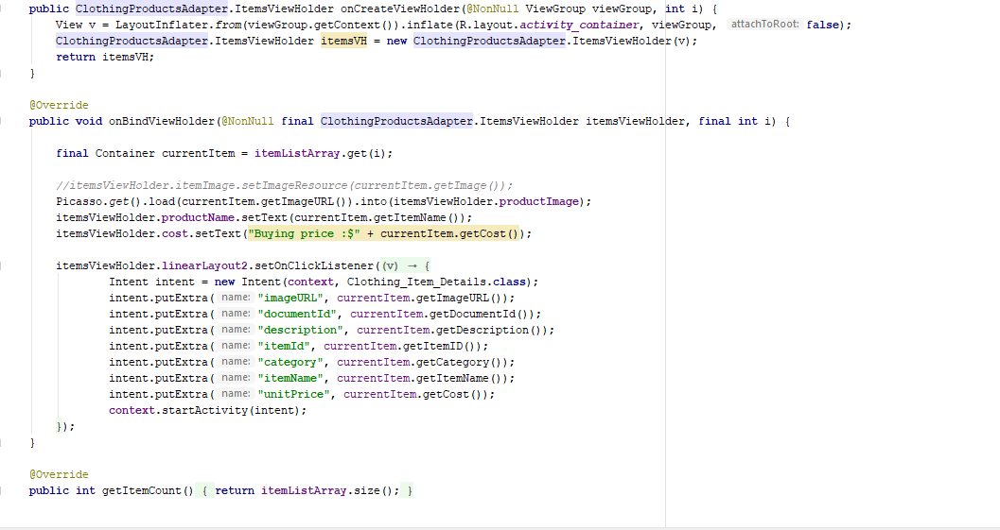 public ClothingProductsAdapter.ItemsViewHolder onCreateViewHolder(@NonNull ViewGroup viewGroup, int i) {
View v = LayoutInflater.from(viewGroup.getContext()).inflate(R.layout.activity_container, viewGroup, attachToRoot: false);
ClothingProductsAdapter.ItemsViewHolder itemsVH = new ClothingProductsAdapter.ItemsViewHolder(v);
return itemsVH;
}
@Override
public void onBindViewHolder(@NonNull final ClothingProductsAdapter.ItemsViewHolder itemsViewHolder, final int i) {
final Container currentItem = itemListArray.get(i);
//itemsViewHolder.itemImage.setImageResource(currentItem.getImage());
Picasso.get().load(currentItem.getImageURL()).into(itemsViewHolder.productImage);
itemsViewHolder.productName.setText(currentItem.getItemName());
itemsViewHolder.cost.setText("Buying price :$" + currentItem.getCost());
itemsViewHolder.linearLayout2.setOnClickListener((v) → {
Intent intent = new Intent(context, Clothing_Item_Details.class);
intent.putExtra( name: "imageURL", currentItem.getImageURL());
intent.putExtra( name: "documentId", currentItem.getDocumentId());
intent.putExtra( name: "description", currentItem.getDescription());
intent.putExtra( name: "itemId", currentItem.getItemID());
intent.putExtra( name: "category", currentItem.getCategory());
intent.putExtra( name: "itemName", currentItem.getItemName());
intent.putExtra( name: "unitPrice", currentItem.getCost());
context.startActivity(intent);
});
}
@Override
public int getItemCount() { return itemListArray.size(); }